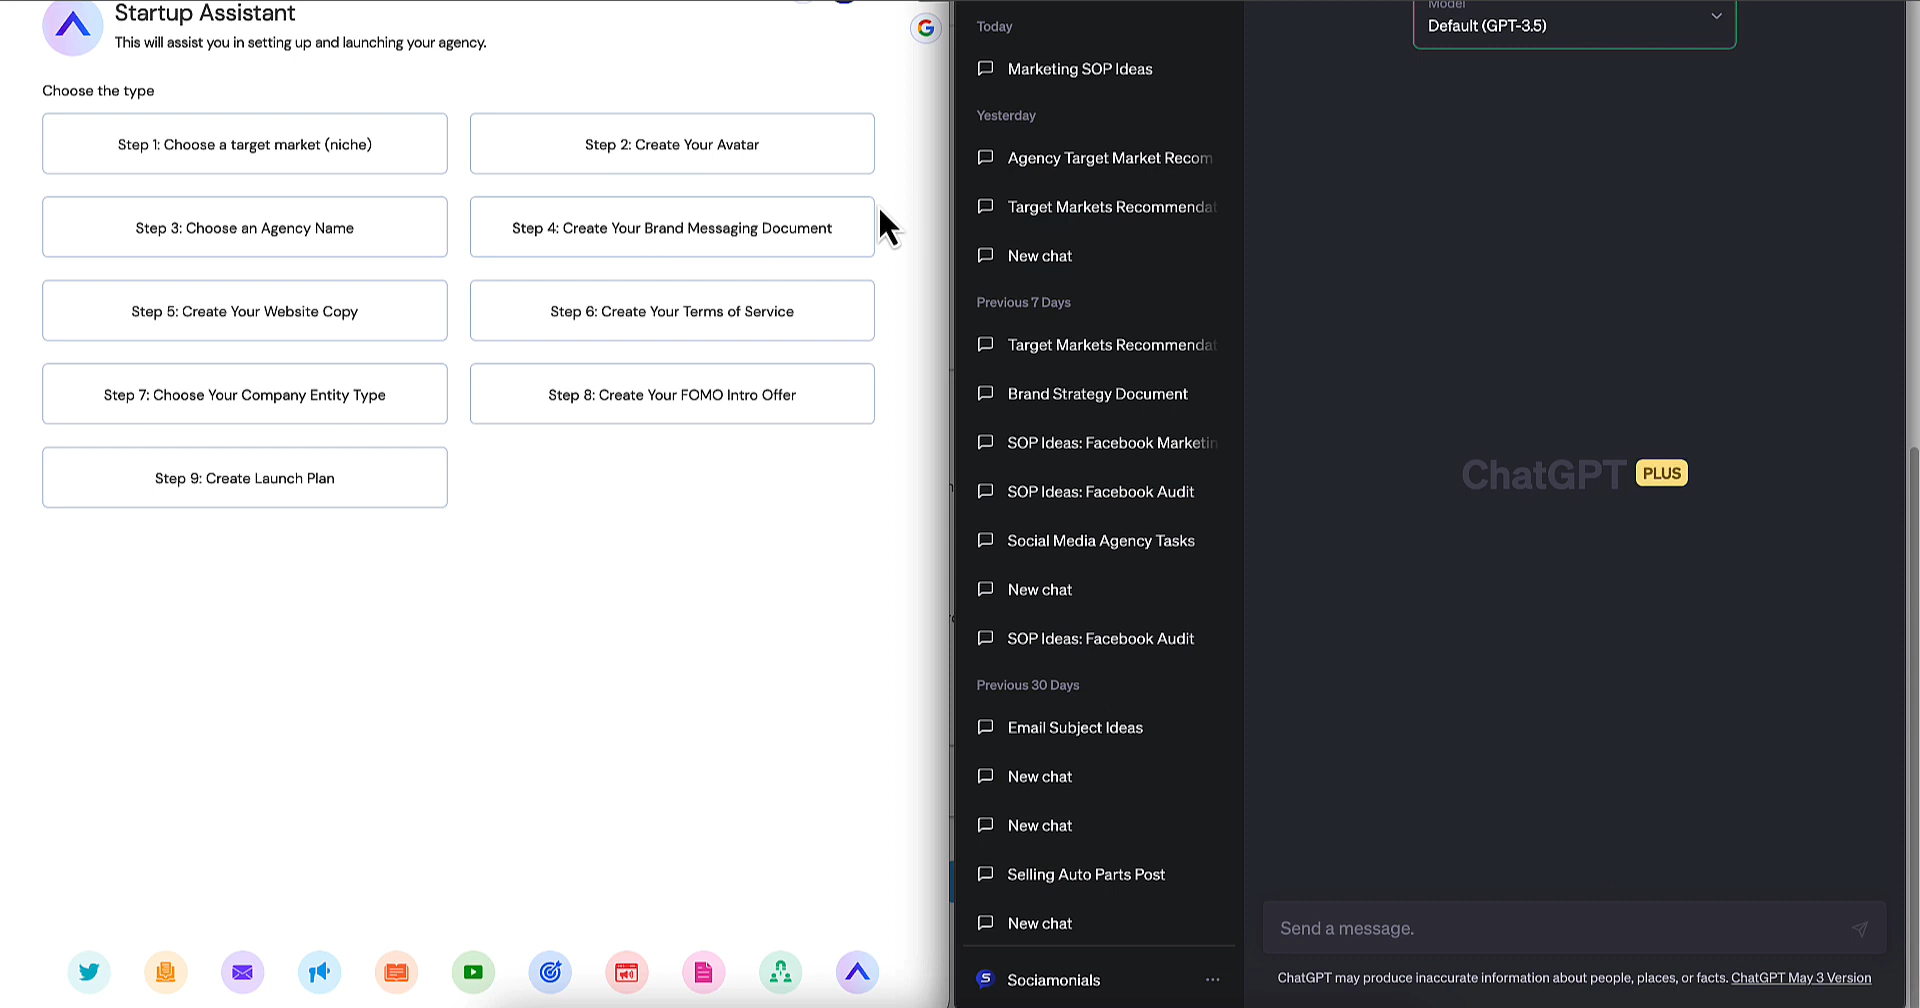 Startup Assistant
This will assist you in setting up and launching your agency.
Choose the type
Step 1: Choose a target market (niche)
Step 2: Create Your Avatar
Step 3: Choose an Agency Name
Step 4: Create Your Brand Messaging Document
Step 5: Create Your Website Copy
Step 6: Create Your Terms of Service
Step 7: Choose Your Company Entity Type
Step 8: Create Your FOMO Intro Offer
Step 9: Create Launch Plan
Today
Marketing SOP Ideas
Yesterday
Agency Target Market Recom
Target Markets Recommendat
New chat
Previous 7 Days
Target Markets Recommendat
Brand Strategy Document
SOP Ideas: Facebook Marketin
SOP Ideas: Facebook Audit
Social Media Agency Tasks
New chat
SOP Ideas: Facebook Audit
Previous 30 Days
Email Subject Ideas
New chat
New chat
Selling Auto Parts Post
New chat
Sociamonials
Model
Default (GPT-3.5)
ChatGPT PLUS
Send a message.
ChatGPT may produce inaccurate information about people, places, or facts. ChatGPT May 3 Version